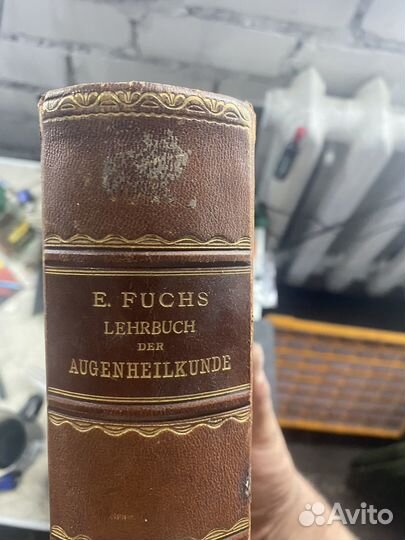 E. FUCHS
LEHRBUCH
DER
AUGENHEILKUNDE
Avito